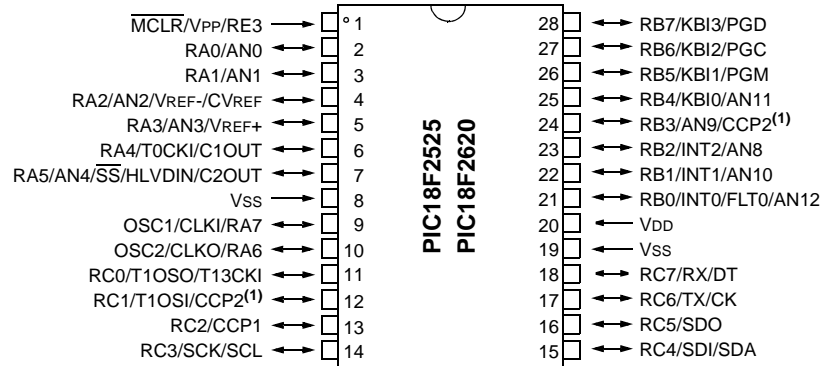 MCLR/VPP/RE3 1 28 RB7/KBI3/PGD
RA0/AN0 2 27 RB6/KBI2/PGC
RA1/AN1 3 26 RB5/KBI1/PGM
RA2/AN2/VREF-/CVREF 4 25 RB4/KBI0/AN11
RA3/AN3/VREF+ 5 24 RB3/AN9/CCP2(1)
RA4/T0CKI/C1OUT 6 23 RB2/INT2/AN8
RA5/AN4/SS/HLVDIN/C2OUT 7 22 RB1/INT1/AN10
VSS 8 21 RB0/INT0/FLT0/AN12
OSC1/CLKI/RA7 9 20 VDD
OSC2/CLKO/RA6 10 19 VSS
RC0/T1OSO/T13CKI 11 18 RC7/RX/DT
RC1/T1OSI/CCP2(1) 12 17 RC6/TX/CK
RC2/CCP1 13 16 RC5/SDO
RC3/SCK/SCL 14 15 RC4/SDI/SDA
PIC18F2525
PIC18F2620